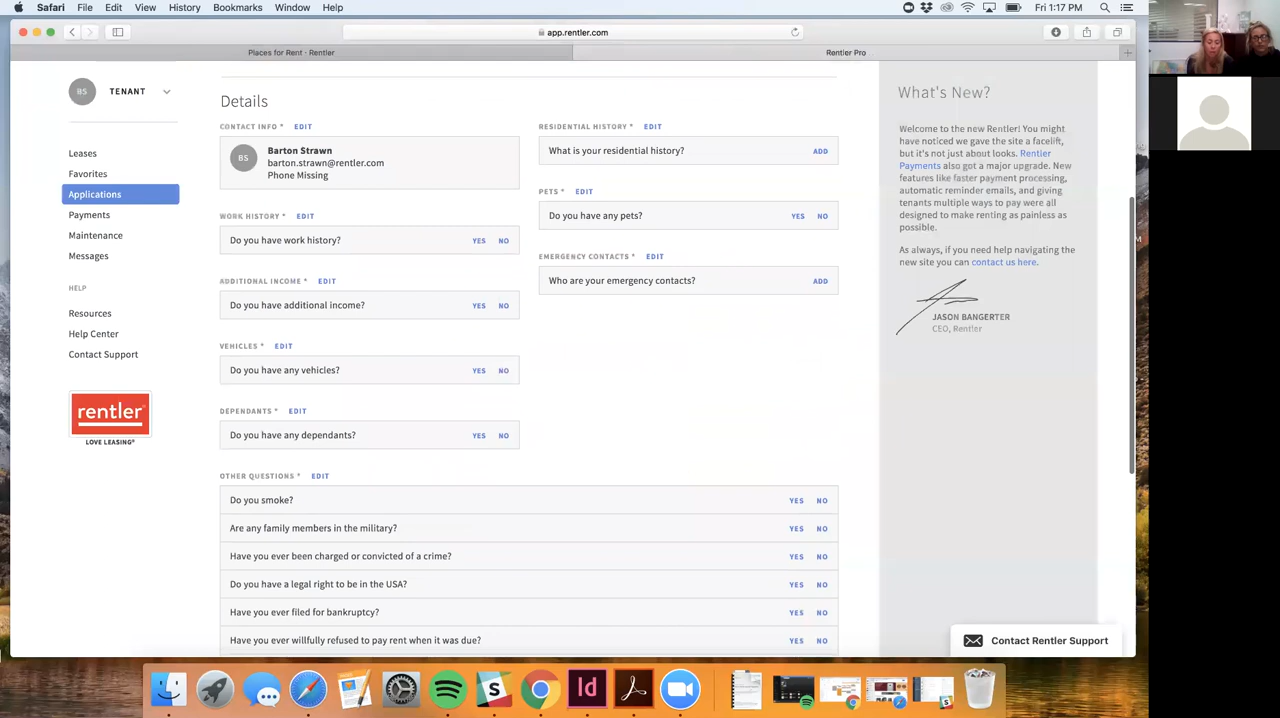 Safari File Edit View History Bookmarks Window Help
Fri 1:17 PM
app.rentler.com
Places for Rent - Rentler
Rentler Pro
BS TENANT
Leases
Favorites
Applications
Payments
Maintenance
Messages
HELP
Resources
Help Center
Contact Support
rentler
LOVE LEASING®
Details
CONTACT INFO * EDIT
BS
Barton Strawn
barton.strawn@rentler.com
Phone Missing
WORK HISTORY * EDIT
Do you have work history? YES NO
ADDITIONAL INCOME * EDIT
Do you have additional income? YES NO
VEHICLES * EDIT
Do you have any vehicles? YES NO
DEPENDANTS * EDIT
Do you have any dependants? YES NO
RESIDENTIAL HISTORY * EDIT
What is your residential history? ADD
PETS * EDIT
Do you have any pets? YES NO
EMERGENCY CONTACTS * EDIT
Who are your emergency contacts? ADD
OTHER QUESTIONS * EDIT
Do you smoke? YES NO
Are any family members in the military? YES NO
Have you ever been charged or convicted of a crime? YES NO
Do you have a legal right to be in the USA? YES NO
Have you ever filed for bankruptcy? YES NO
Have you ever willfully refused to pay rent when it was due? YES NO
What's New?
Welcome to the new Rentler! You might
have noticed we gave the site a facelift,
but it's not just about looks. Rentler
Payments also got a major upgrade. New
features like faster payment processing,
automatic reminder emails, and giving
tenants multiple ways to pay were all
designed to make renting as painless as
possible.
As always, if you need help navigating the
new site you can contact us here.
JASON BANGERTER
CEO, Rentler
Contact Rentler Support
Id